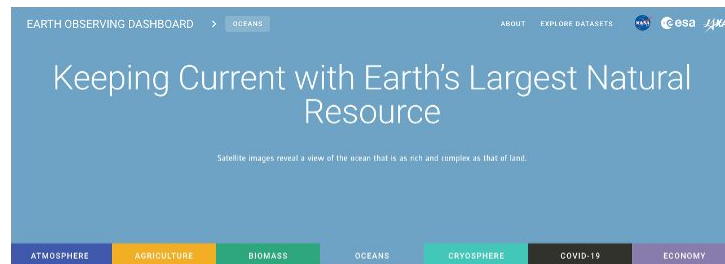 EARTH OBSERVING DASHBOARD > OCEANS ABOUT EXPLORE DATASETS NASA esa
Keeping Current with Earth's Largest Natural
Resource
Satellite images reveal a view of the ocean that is as rich and complex as that of land.
ATMOSPHERE AGRICULTURE BIOMASS OCEANS CRYOSPHERE COVID-19 ECONOMY